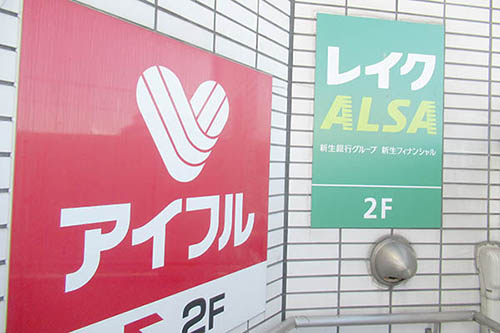 アイフル
2F
レイク
ALSA
新生銀行グループ 新生フィナンシャル
2F